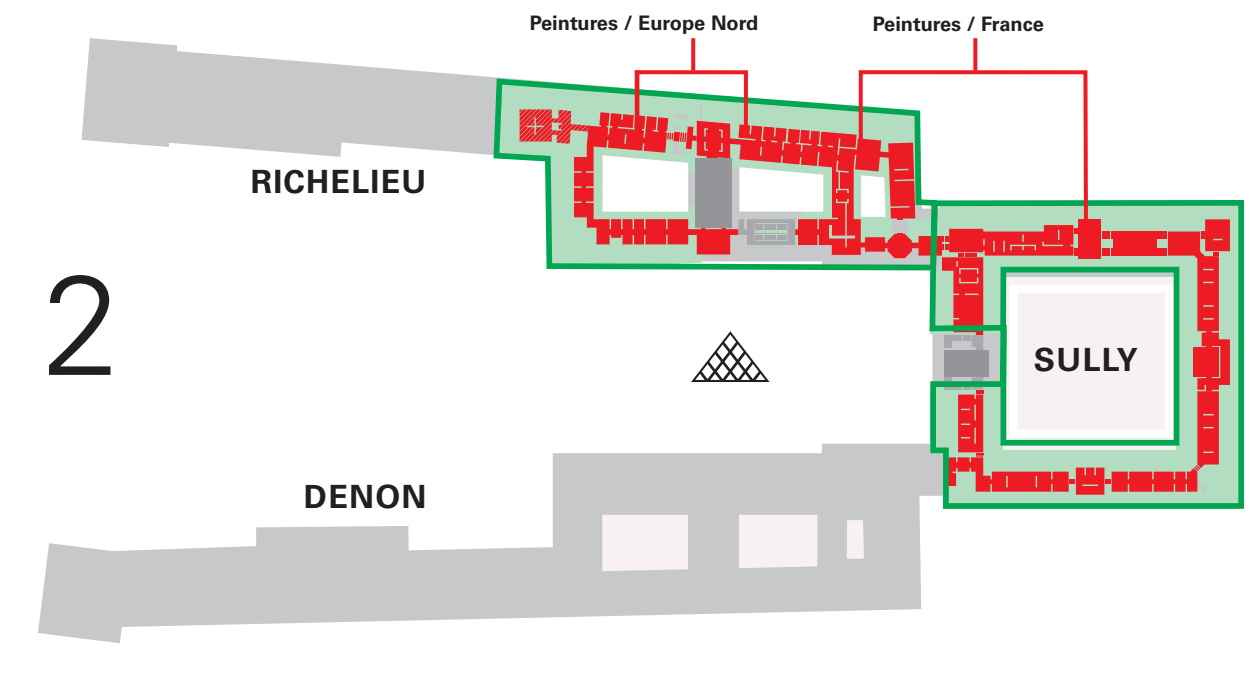 Peintures / Europe Nord
Peintures / France
RICHELIEU
2
SULLY
DENON